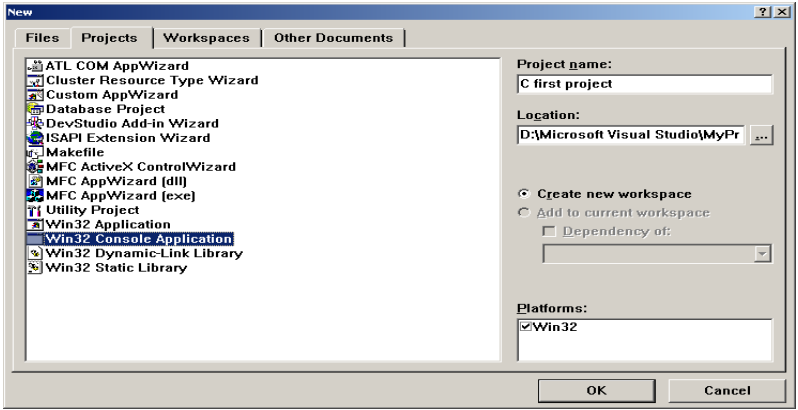 New
Files Projects Workspaces Other Documents
ATL COM AppWizard
Cluster Resource Type Wizard
Custom AppWizard
Database Project
DevStudio Add-in Wizard
ISAPI Extension Wizard
Makefile
MFC ActiveX ControlWizard
MFC AppWizard (dll)
MFC AppWizard (exe)
Utility Project
Win32 Application
Win32 Console Application
Win32 Dynamic-Link Library
Win32 Static Library
Project name:
C first project
Location:
D:\Microsoft Visual Studio\MyPr ...
Create new workspace
Add to current workspace
Dependency of:
Platforms:
Win32
OK Cancel